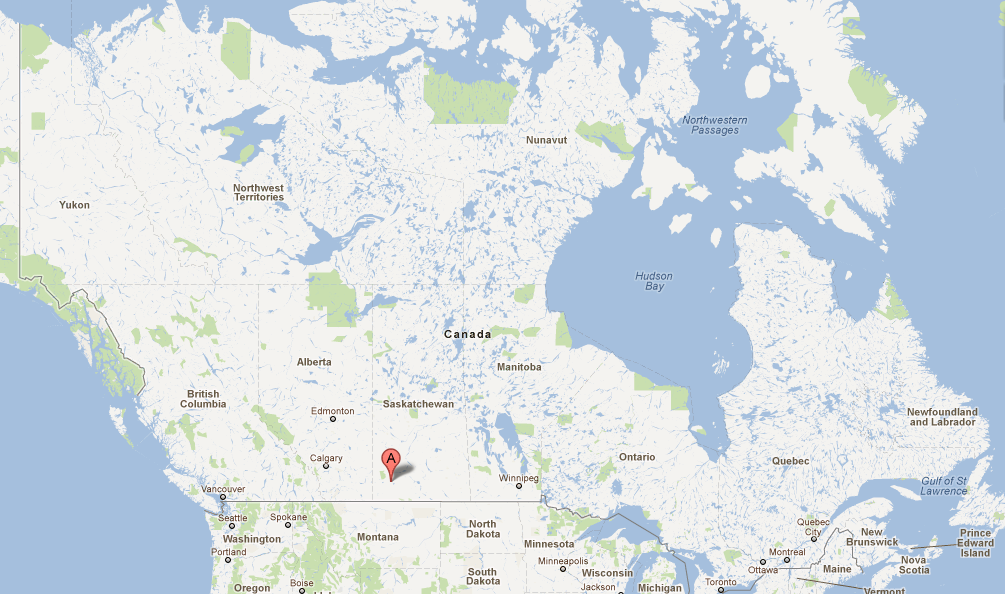 Northwestern
Passages
Nunavut
Northwest
Territories
Yukon
Hudson
Bay
Canada
Alberta
Manitoba
British
Columbia
Saskatchewan
Edmonton
Newfoundland
and Labrador
Calgary
A
Ontario
Quebec
Winnipeg
Vancouver
Gulf of St
Lawrence
Seattle
Spokane
Washington
Montana
North
Dakota
Minnesota
Quebec
City
New
Brunswick
Prince
Edward
Island
Portland
Minneapolis
Montreal
Ottawa
Maine
Nova
Scotia
South
Dakota
Wisconsin
Oregon
Boise
Jackson
Michigan
Toronto
Vermont